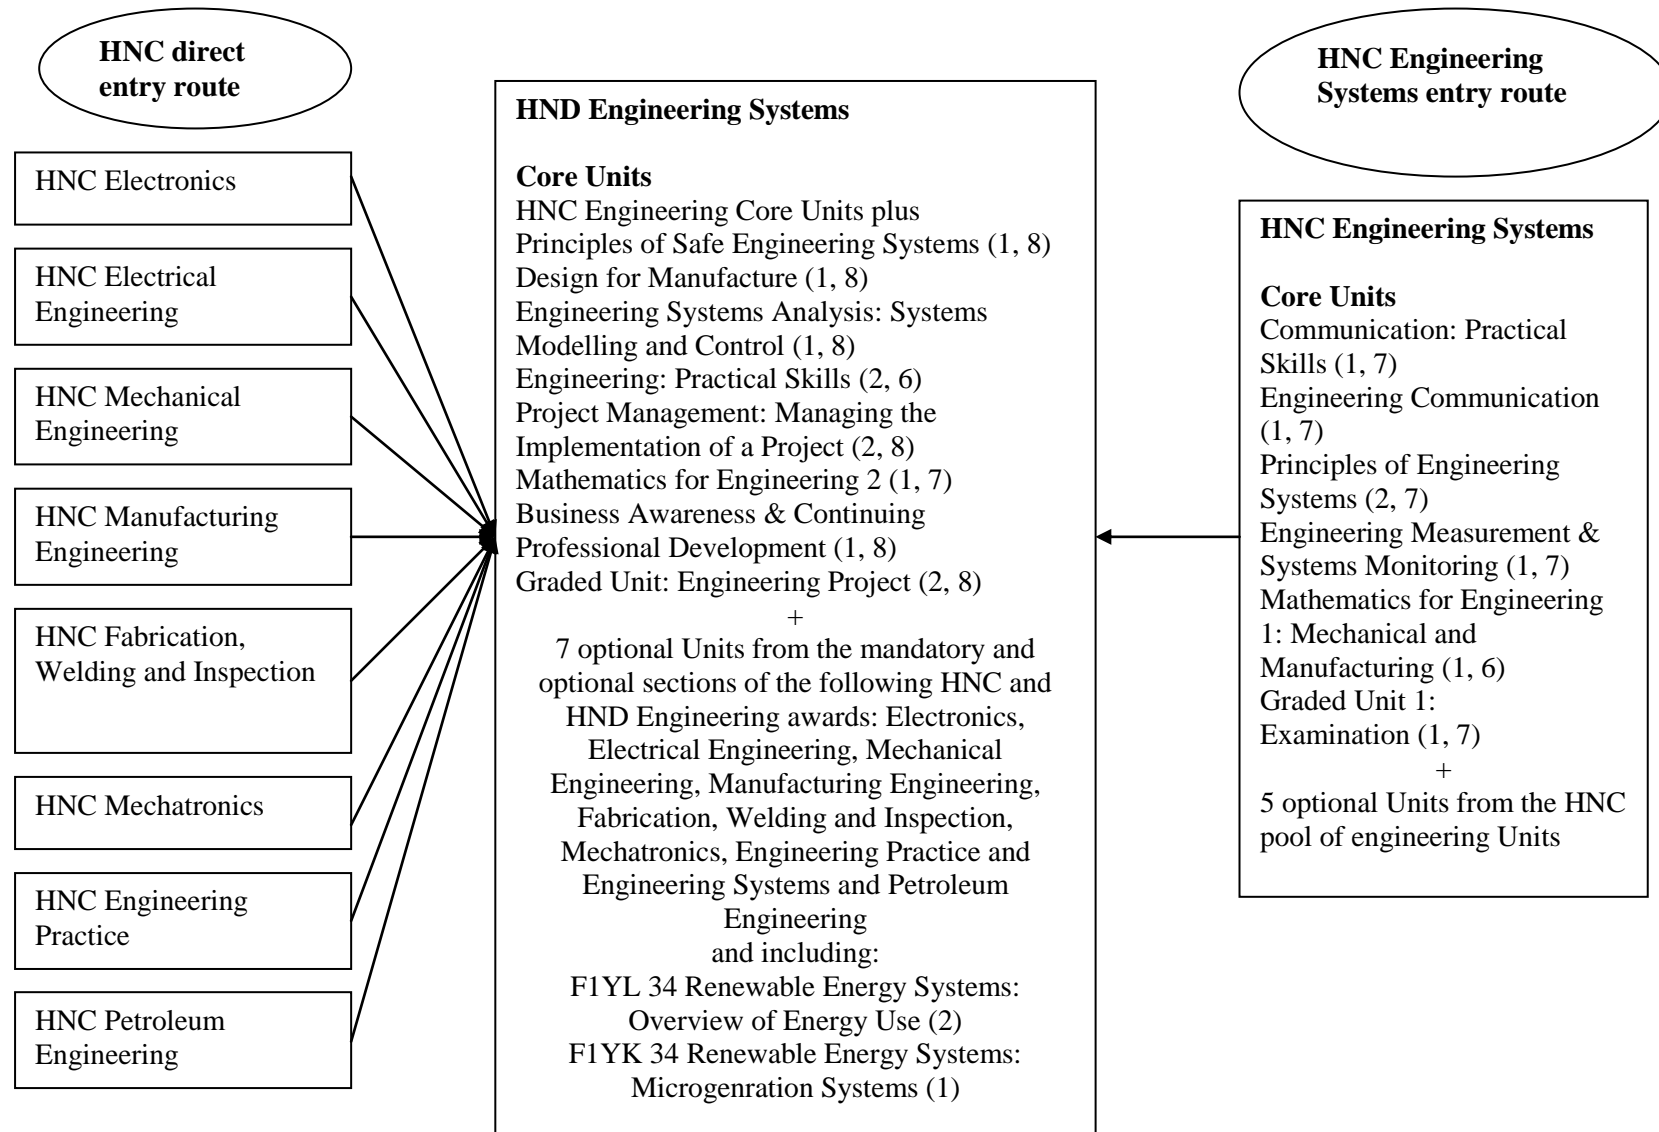 HNC direct
entry route
HNC Electronics
HNC Electrical
Engineering
HNC Mechanical
Engineering
HNC Manufacturing
Engineering
HNC Fabrication,
Welding and Inspection
HNC Mechatronics
HNC Engineering
Practice
HNC Petroleum
Engineering
HND Engineering Systems
Core Units
HNC Engineering Core Units plus
Principles of Safe Engineering Systems (1, 8)
Design for Manufacture (1, 8)
Engineering Systems Analysis: Systems
Modelling and Control (1, 8)
Engineering: Practical Skills (2, 6)
Project Management: Managing the
Implementation of a Project (2, 8)
Mathematics for Engineering 2 (1, 7)
Business Awareness & Continuing
Professional Development (1, 8)
Graded Unit: Engineering Project (2, 8)
+
7 optional Units from the mandatory and
optional sections of the following HNC and
HND Engineering awards: Electronics,
Electrical Engineering, Mechanical
Engineering, Manufacturing Engineering,
Fabrication, Welding and Inspection,
Mechatronics, Engineering Practice and
Engineering Systems and Petroleum
Engineering
and including:
F1YL 34 Renewable Energy Systems:
Overview of Energy Use (2)
F1YK 34 Renewable Energy Systems:
Microgenration Systems (1)
HNC Engineering
Systems entry route
HNC Engineering Systems
Core Units
Communication: Practical
Skills (1, 7)
Engineering Communication
(1, 7)
Principles of Engineering
Systems (2, 7)
Engineering Measurement &
Systems Monitoring (1, 7)
Mathematics for Engineering
1: Mechanical and
Manufacturing (1, 6)
Graded Unit 1:
Examination (1, 7)
+
5 optional Units from the HNC
pool of engineering Units